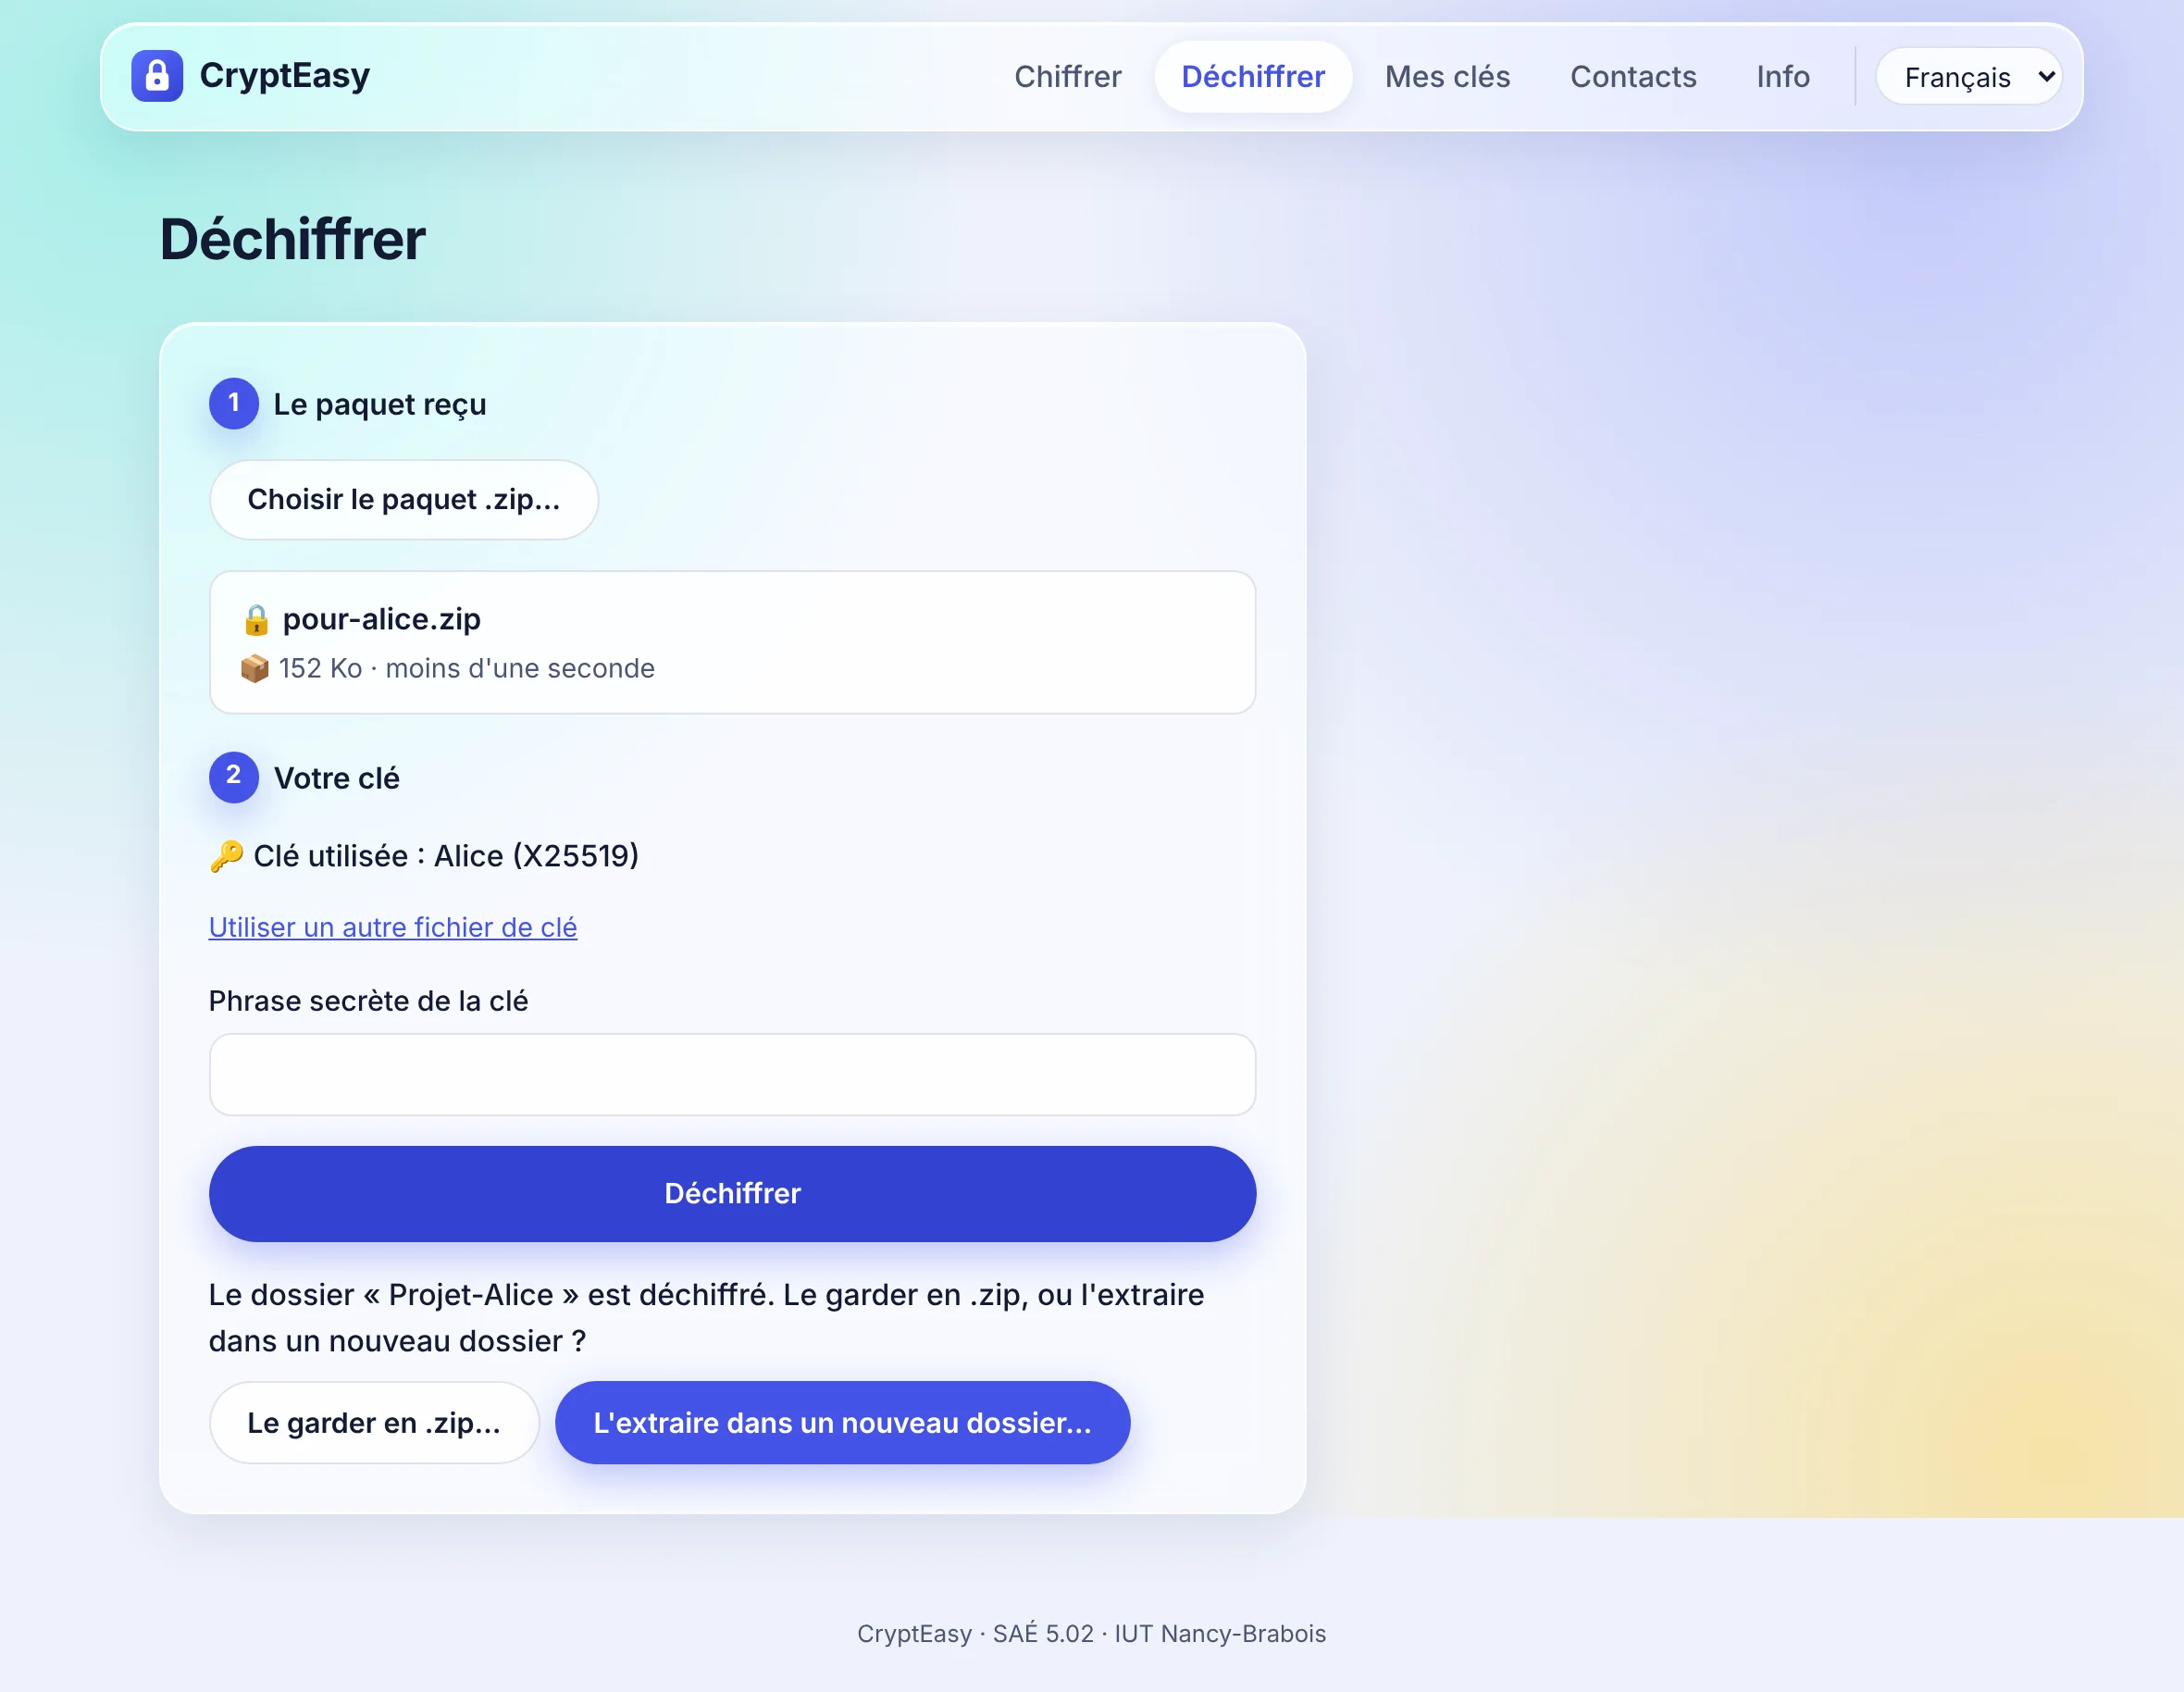 CryptEasy
Chiffrer
Déchiffrer
Mes clés
Contacts
Info
Français
Déchiffrer
1 Le paquet reçu
Choisir le paquet .zip...
🔒 pour-alice.zip
📦 152 Ko · moins d'une seconde
2 Votre clé
🔑 Clé utilisée : Alice (X25519)
Utiliser un autre fichier de clé
Phrase secrète de la clé
Déchiffrer
Le dossier « Projet-Alice » est déchiffré. Le garder en .zip, ou l'extraire
dans un nouveau dossier ?
Le garder en .zip...
L'extraire dans un nouveau dossier...
CryptEasy · SAÉ 5.02 · IUT Nancy-Brabois